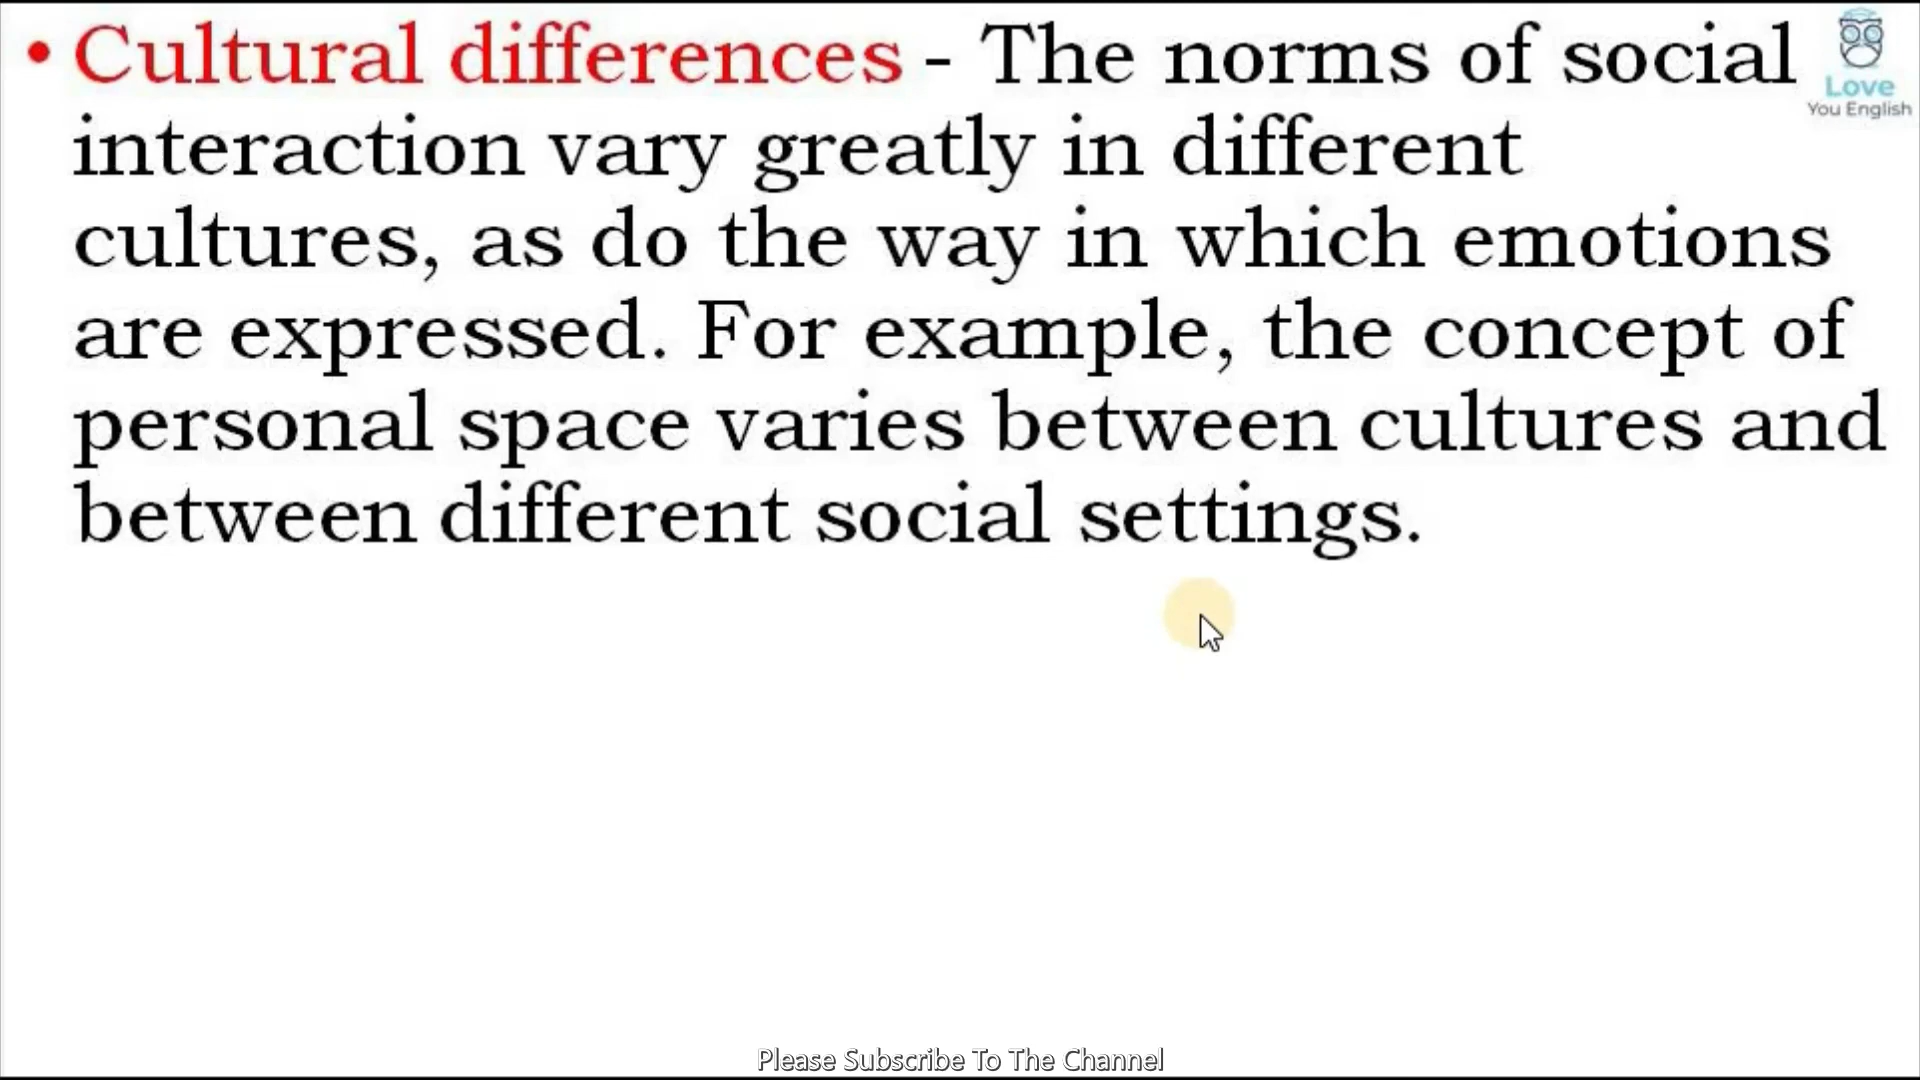 • Cultural differences - The norms of social
interaction vary greatly in different
cultures, as do the way in which emotions
are expressed. For example, the concept of
personal space varies between cultures and
between different social settings.
Love
You English
Please Subscribe To The Channel